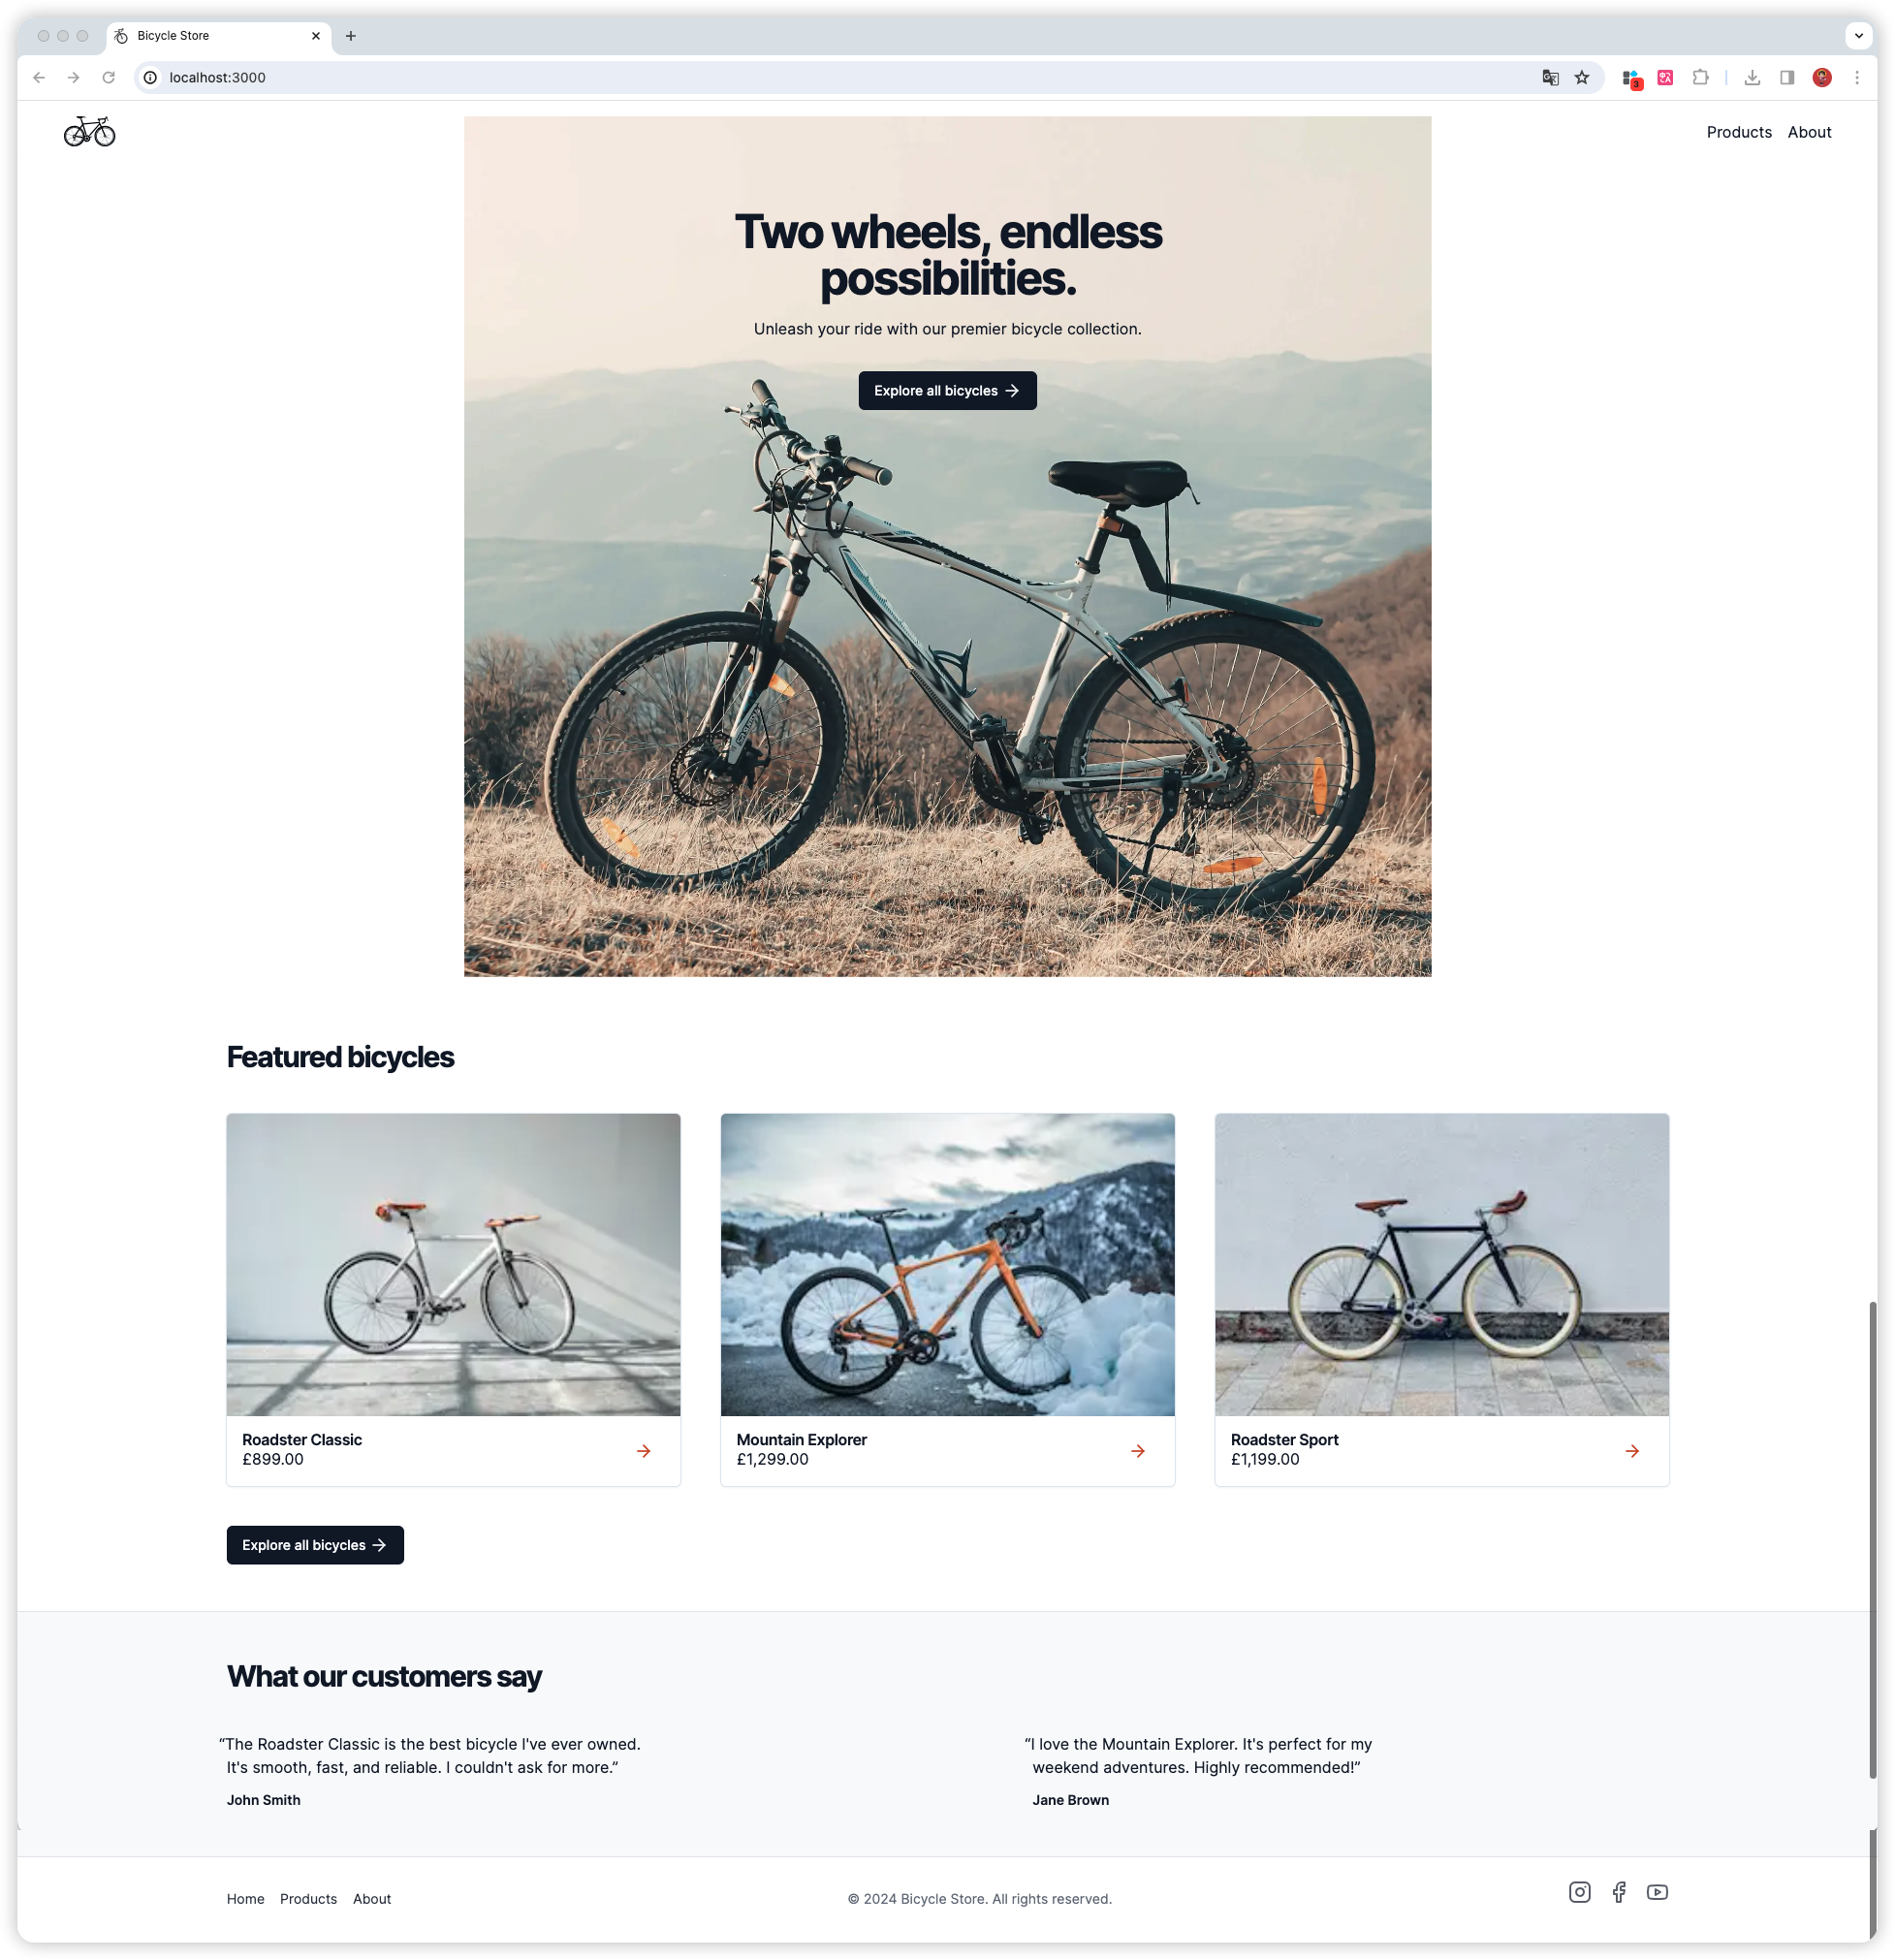 Bicycle Store
localhost:3000
3
Products About
Two wheels, endless
possibilities.
Unleash your ride with our premier bicycle collection.
Explore all bicycles
Featured bicycles
Roadster Classic
£899.00
Mountain Explorer
£1,299.00
Roadster Sport
£1,199.00
Explore all bicycles
What our customers say
“The Roadster Classic is the best bicycle I've ever owned.
It's smooth, fast, and reliable. I couldn't ask for more.”
John Smith
“I love the Mountain Explorer. It's perfect for my
weekend adventures. Highly recommended!”
Jane Brown
Home Products About
© 2024 Bicycle Store. All rights reserved.